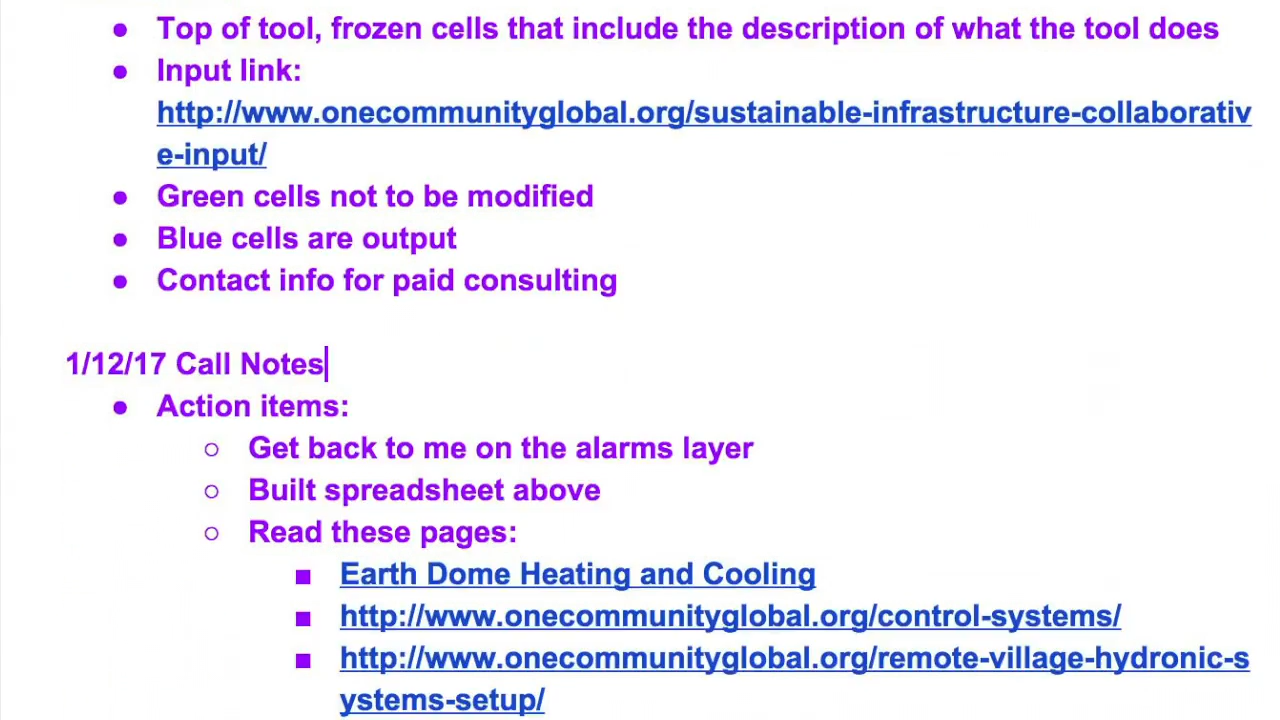 ● Top of tool, frozen cells that include the description of what the tool does
● Input link:
http://www.onecommunityglobal.org/sustainable-infrastructure-collaborativ
e-input/
● Green cells not to be modified
● Blue cells are output
● Contact info for paid consulting
1/12/17 Call Notes
● Action items:
○ Get back to me on the alarms layer
○ Built spreadsheet above
○ Read these pages:
■ Earth Dome Heating and Cooling
■ http://www.onecommunityglobal.org/control-systems/
■ http://www.onecommunityglobal.org/remote-village-hydronic-s
ystems-setup/